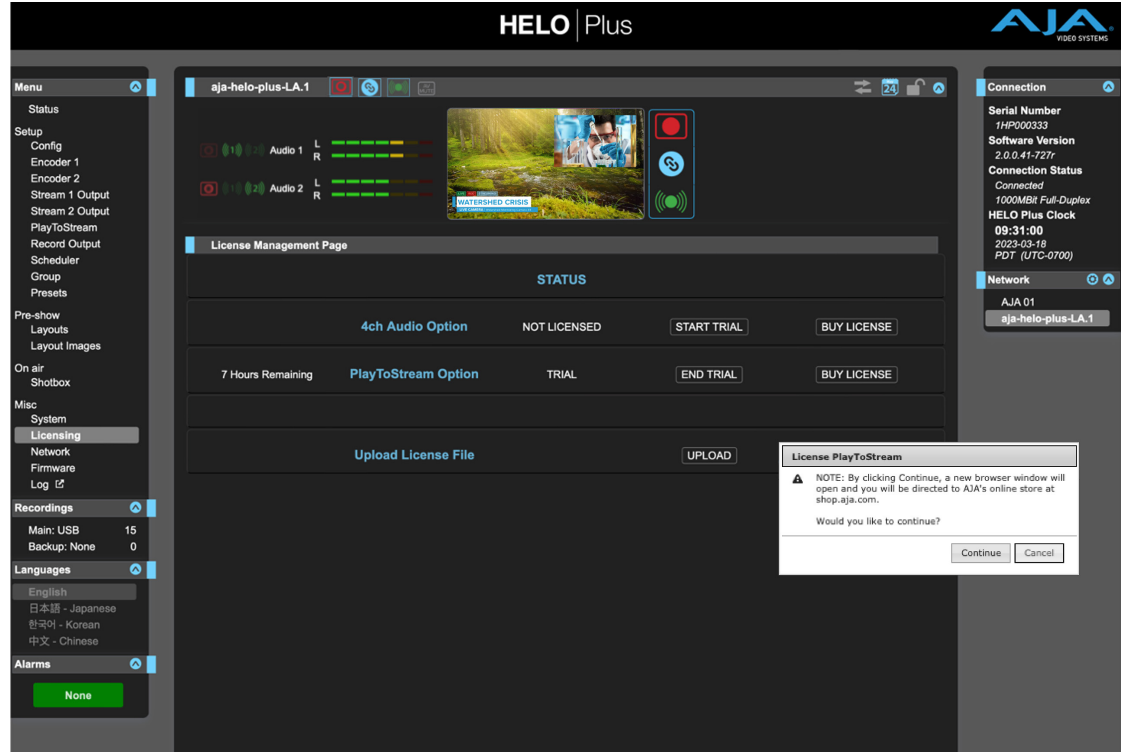 HELO | Plus
AJA
VIDEO SYSTEMS
Menu
Status
Setup
Config
Encoder 1
Encoder 2
Stream 1 Output
Stream 2 Output
PlayToStream
Record Output
Scheduler
Group
Presets
Pre-show
Layouts
Layout Images
On air
Shotbox
Misc
System
Licensing
Network
Firmware
Log
Recordings
Main: USB 15
Backup: None 0
Languages
English
日本語 - Japanese
한국어 - Korean
中文 - Chinese
Alarms
None
aja-helo-plus-LA.1
AV
MUTE
24
1 2 Audio 1 L
R
1 2 Audio 2 L
R
WATERSHED CRISIS
License Management Page
STATUS
4ch Audio Option NOT LICENSED START TRIAL BUY LICENSE
7 Hours Remaining PlayToStream Option TRIAL END TRIAL BUY LICENSE
Upload License File UPLOAD
License PlayToStream
NOTE: By clicking Continue, a new browser window will
open and you will be directed to AJA's online store at
shop.aja.com.
Would you like to continue?
Continue Cancel
Connection
Serial Number
1HP000333
Software Version
2.0.0.41-727r
Connection Status
Connected
1000MBit Full-Duplex
HELO Plus Clock
09:31:00
2023-03-18
PDT (UTC-0700)
Network
AJA 01
aja-helo-plus-LA.1